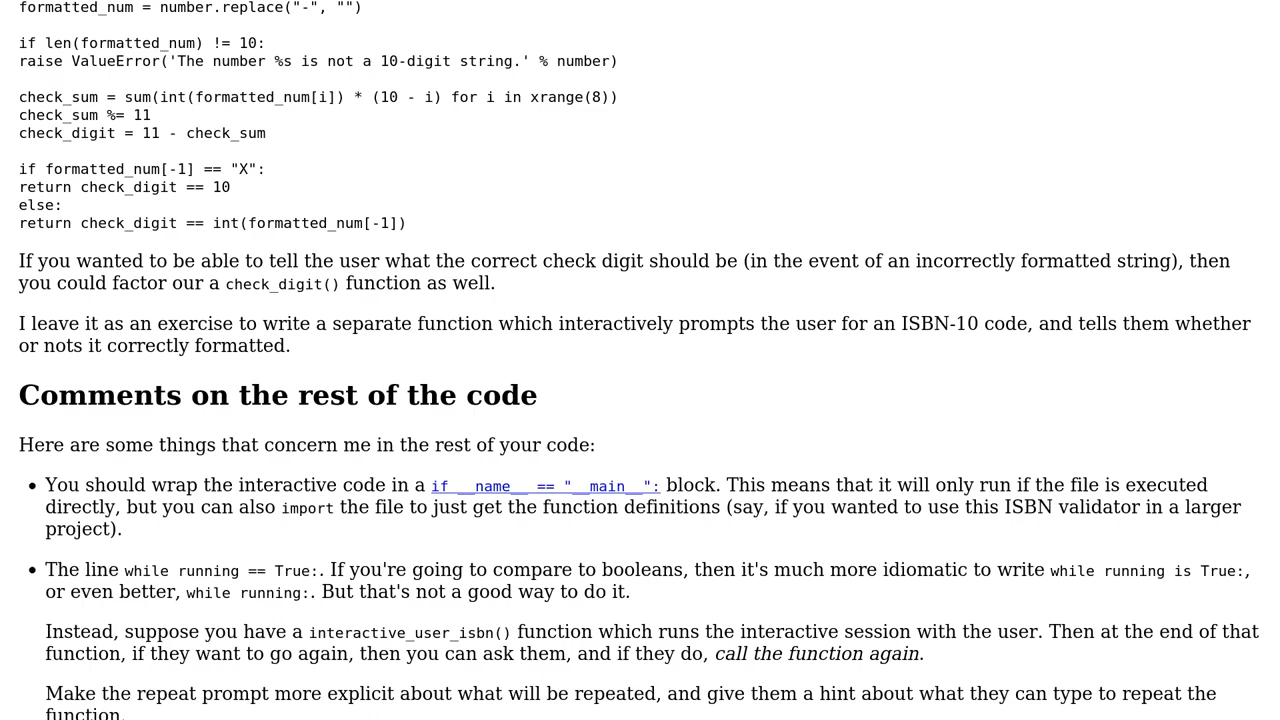 formatted_num = number.replace("-", "")
if len(formatted_num) != 10:
raise ValueError('The number %s is not a 10-digit string.' % number)
check_sum = sum(int(formatted_num[i]) * (10 - i) for i in xrange(8))
check_sum %= 11
check_digit = 11 - check_sum
if formatted_num[-1] == "X":
return check_digit == 10
else:
return check_digit == int(formatted_num[-1])
If you wanted to be able to tell the user what the correct check digit should be (in the event of an incorrectly formatted string), then
you could factor our a check_digit() function as well.
I leave it as an exercise to write a separate function which interactively prompts the user for an ISBN-10 code, and tells them whether
or nots it correctly formatted.
Comments on the rest of the code
Here are some things that concern me in the rest of your code:
• You should wrap the interactive code in a if __name__ == "__main__": block. This means that it will only run if the file is executed
directly, but you can also import the file to just get the function definitions (say, if you wanted to use this ISBN validator in a larger
project).
• The line while running == True:. If you're going to compare to booleans, then it's much more idiomatic to write while running is True:,
or even better, while running:. But that's not a good way to do it.
Instead, suppose you have a interactive_user_isbn() function which runs the interactive session with the user. Then at the end of that
function, if they want to go again, then you can ask them, and if they do, call the function again.
Make the repeat prompt more explicit about what will be repeated, and give them a hint about what they can type to repeat the
function.